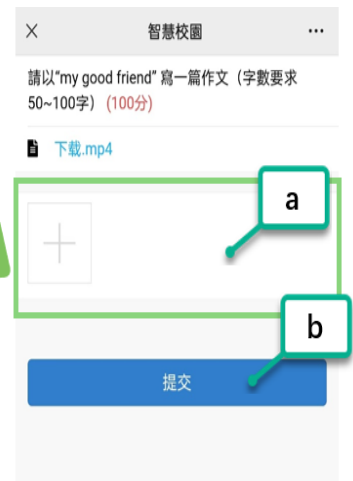 智慧校園
請以“my good friend” 寫一篇作文（字數要求
50~100字） (100分)
下载.mp4
a
b
提交